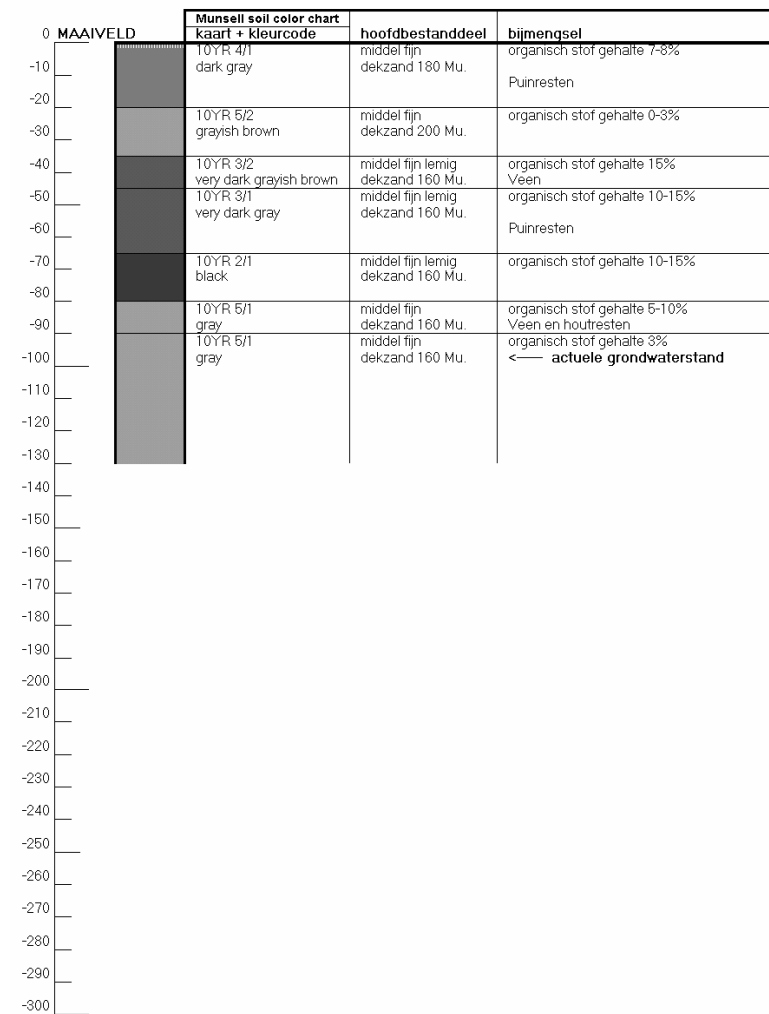 Munsell soil color chart
0 MAAIVELD kaart + kleurcode hoofdbestanddeel bijmengsel
10YR 4/1 middel fijn organisch stof gehalte 7-8%
-10 dark gray dekzand 180 Mu.
Puinresten
-20
10YR 5/2 middel fijn organisch stof gehalte 0-3%
-30 grayish brown dekzand 200 Mu.
-40 10YR 3/2 middel fijn lemig organisch stof gehalte 15%
very dark grayish brown dekzand 160 Mu. Veen
-50 10YR 3/1 middel fijn lemig organisch stof gehalte 10-15%
very dark gray dekzand 160 Mu.
-60 Puinresten
-70 10YR 2/1 middel fijn lemig organisch stof gehalte 10-15%
black dekzand 160 Mu.
-80
10YR 5/1 middel fijn organisch stof gehalte 5-10%
-90 gray dekzand 160 Mu. Veen en houtresten
10YR 5/1 middel fijn organisch stof gehalte 3%
-100 gray dekzand 160 Mu. <—— actuele grondwaterstand
-110
-120
-130
-140
-150
-160
-170
-180
-190
-200
-210
-220
-230
-240
-250
-260
-270
-280
-290
-300